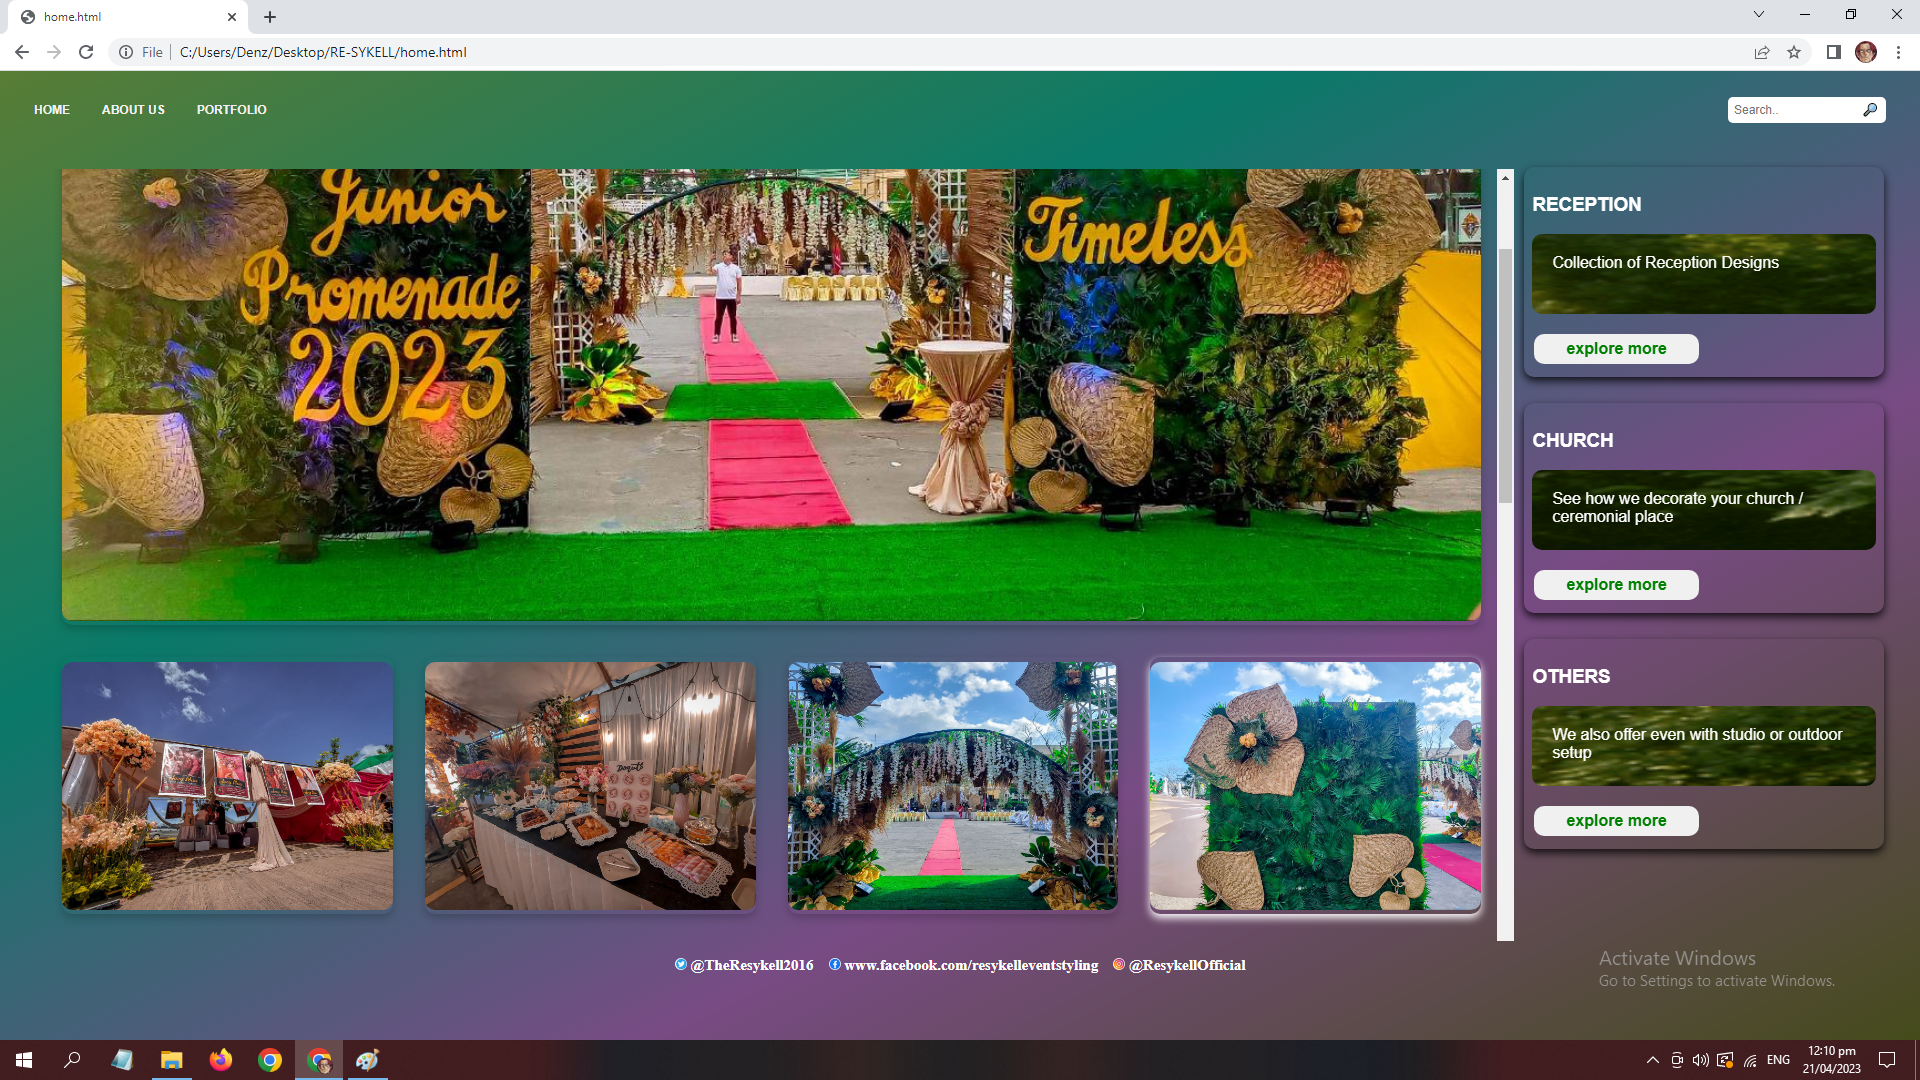 home.html
File
C:/Users/Denz/Desktop/RE-SYKELL/home.html
HOME
ABOUT US
PORTFOLIO
Search..
Junior
Promenade
2023
Timeless
RECEPTION
Collection of Reception Designs
explore more
CHURCH
See how we decorate your church /
ceremonial place
explore more
OTHERS
We also offer even with studio or outdoor
setup
explore more
Donuts
@TheResykell2016
www.facebook.com/resykelleventstyling
@ResykellOfficial
Activate Windows
Go to Settings to activate Windows.
ENG
12:10 pm
21/04/2023